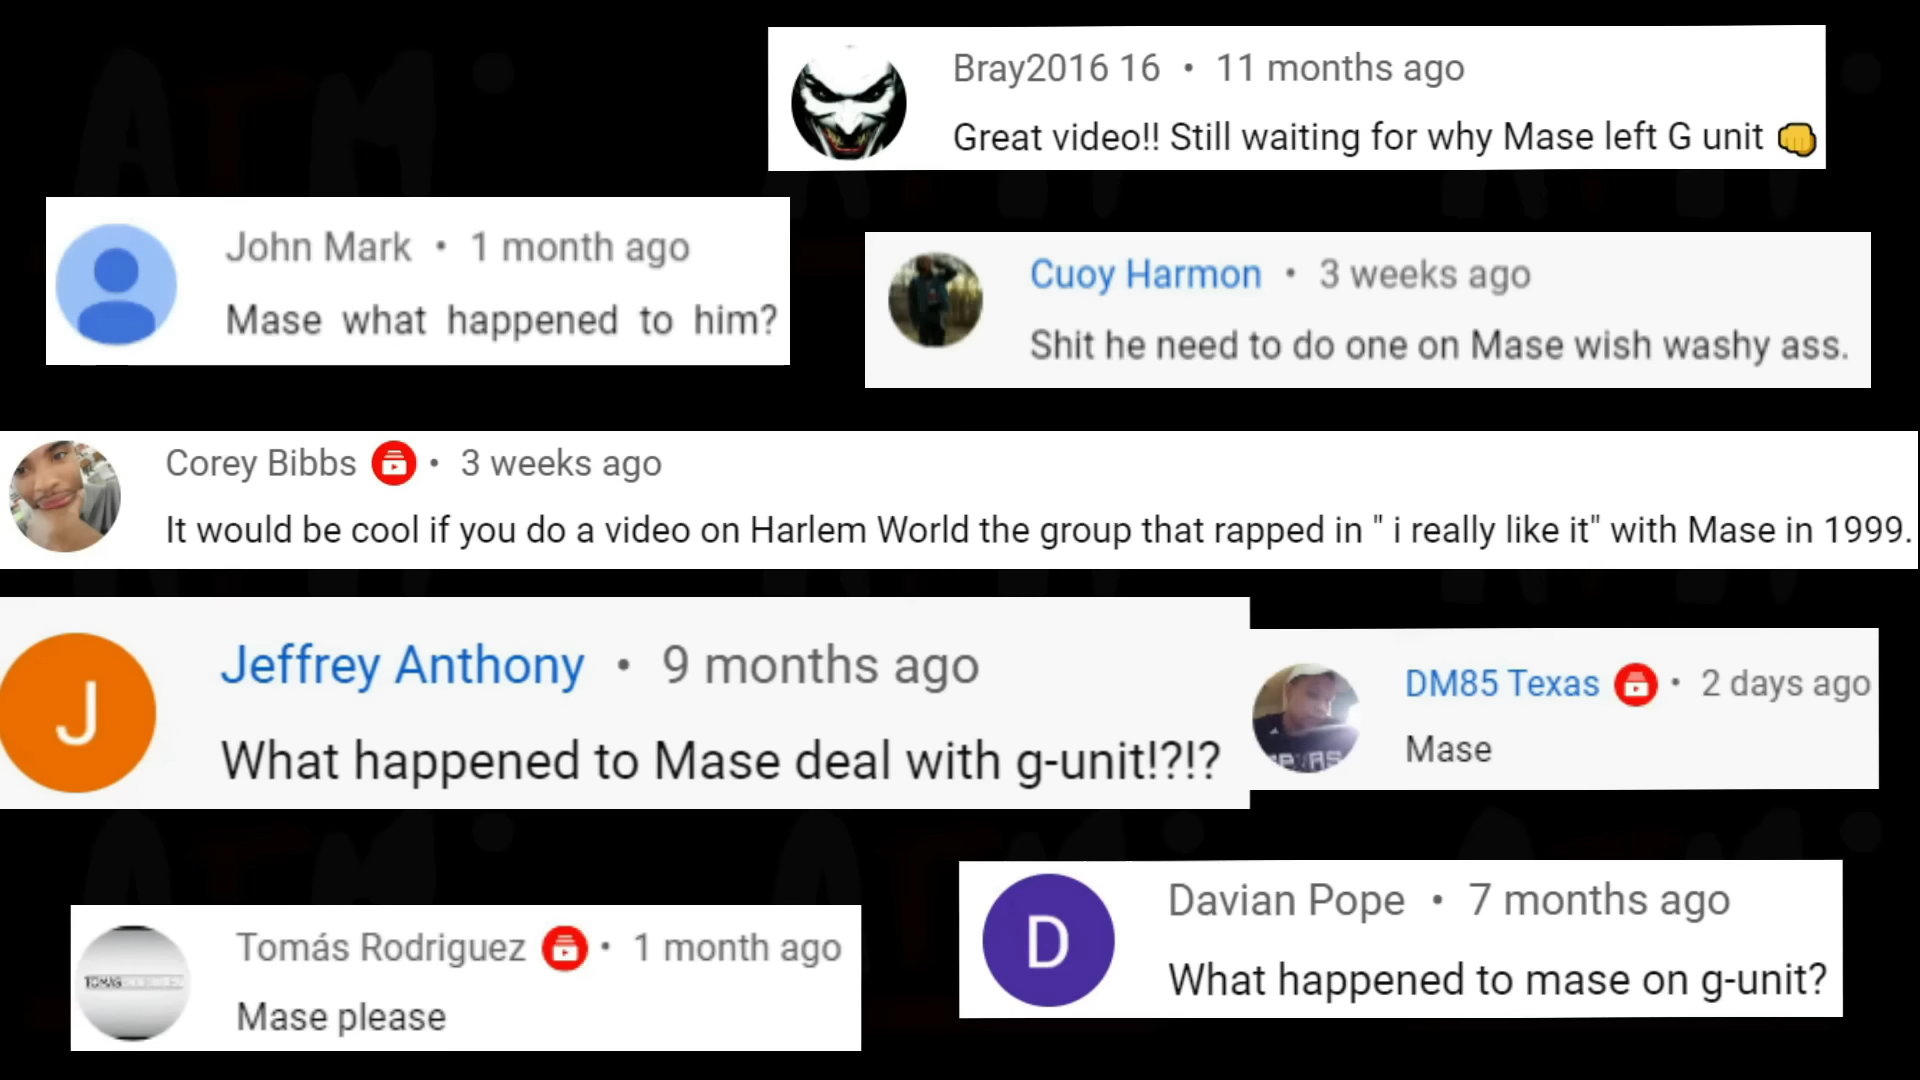 Bray2016 16 • 11 months ago
Great video!! Still waiting for why Mase left G unit 👊
John Mark • 1 month ago
Mase what happened to him?
Cuoy Harmon • 3 weeks ago
Shit he need to do one on Mase wish washy ass.
Corey Bibbs • 3 weeks ago
It would be cool if you do a video on Harlem World the group that rapped in " i really like it" with Mase in 1999.
Jeffrey Anthony • 9 months ago
J
What happened to Mase deal with g-unit!?!?
DM85 Texas • 2 days ago
Mase
Tomás Rodriguez • 1 month ago
TOMAS
Mase please
Davian Pope • 7 months ago
D
What happened to mase on g-unit?